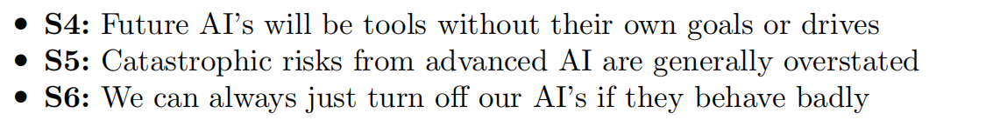 • S4: Future AI's will be tools without their own goals or drives
• S5: Catastrophic risks from advanced AI are generally overstated
• S6: We can always just turn off our AI's if they behave badly